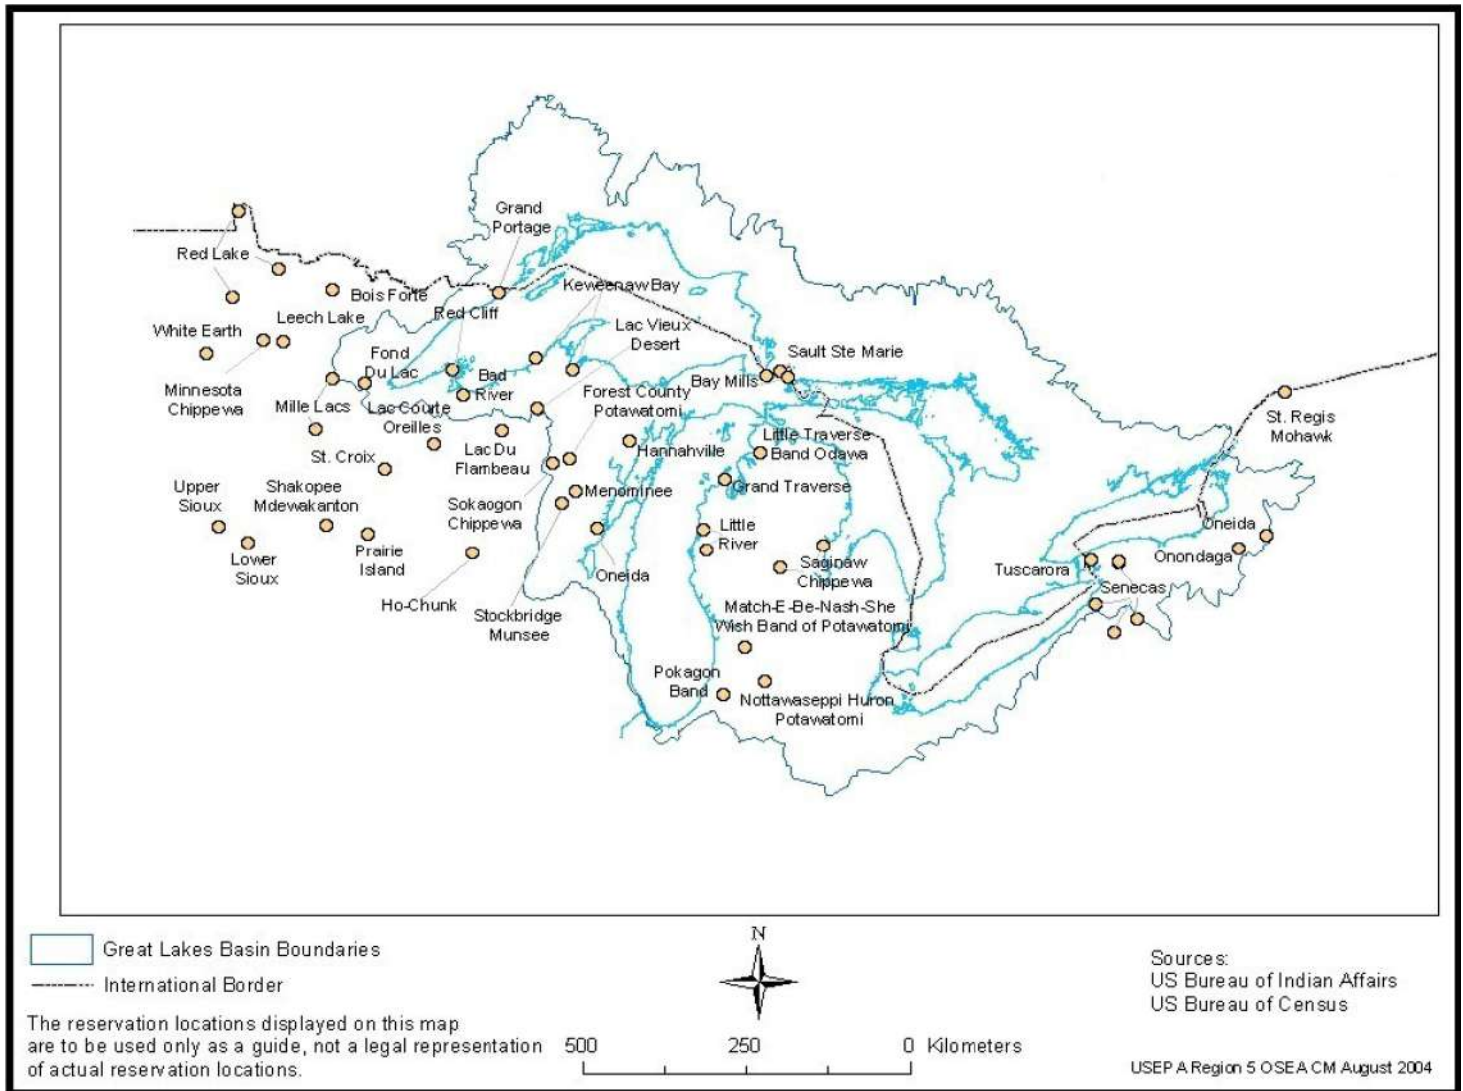 Grand
Portage
Red Lake
Keweenaw Bay
Bois Forte
Red Cliff
Leech Lake
White Earth
Lac Vieux
Desert
Fond
Du Lac
Sault Ste Marie
Bay Mills
Bad
River
Minnesota
Chippewa
Mille Lacs
Lac Courte
Oreilles
Forest County
Potawatomi
St. Regis
Mohawk
St. Croix
Lac Du
Flambeau
Hannahville
Little Traverse
Band Odawa
Upper
Sioux
Shakopee
Mdewakanton
Sokaogon
Chippewa
Menominee
Grand Traverse
Lower
Sioux
Prairie
Island
Little
River
Oneida
Onondaga
Ho-Chunk
Stockbridge
Munsee
Oneida
Saginaw
Chippewa
Tuscarora
Senecas
Match-E-Be-Nash-She
Wish Band of Potawatomi
Pokagon
Band
Nottawaseppi Huron
Potawatomi
Great Lakes Basin Boundaries
International Border
The reservation locations displayed on this map
are to be used only as a guide, not a legal representation
of actual reservation locations.
N
500 250 0 Kilometers
Sources:
US Bureau of Indian Affairs
US Bureau of Census
USEPA Region 5 OSEA CM August 2004